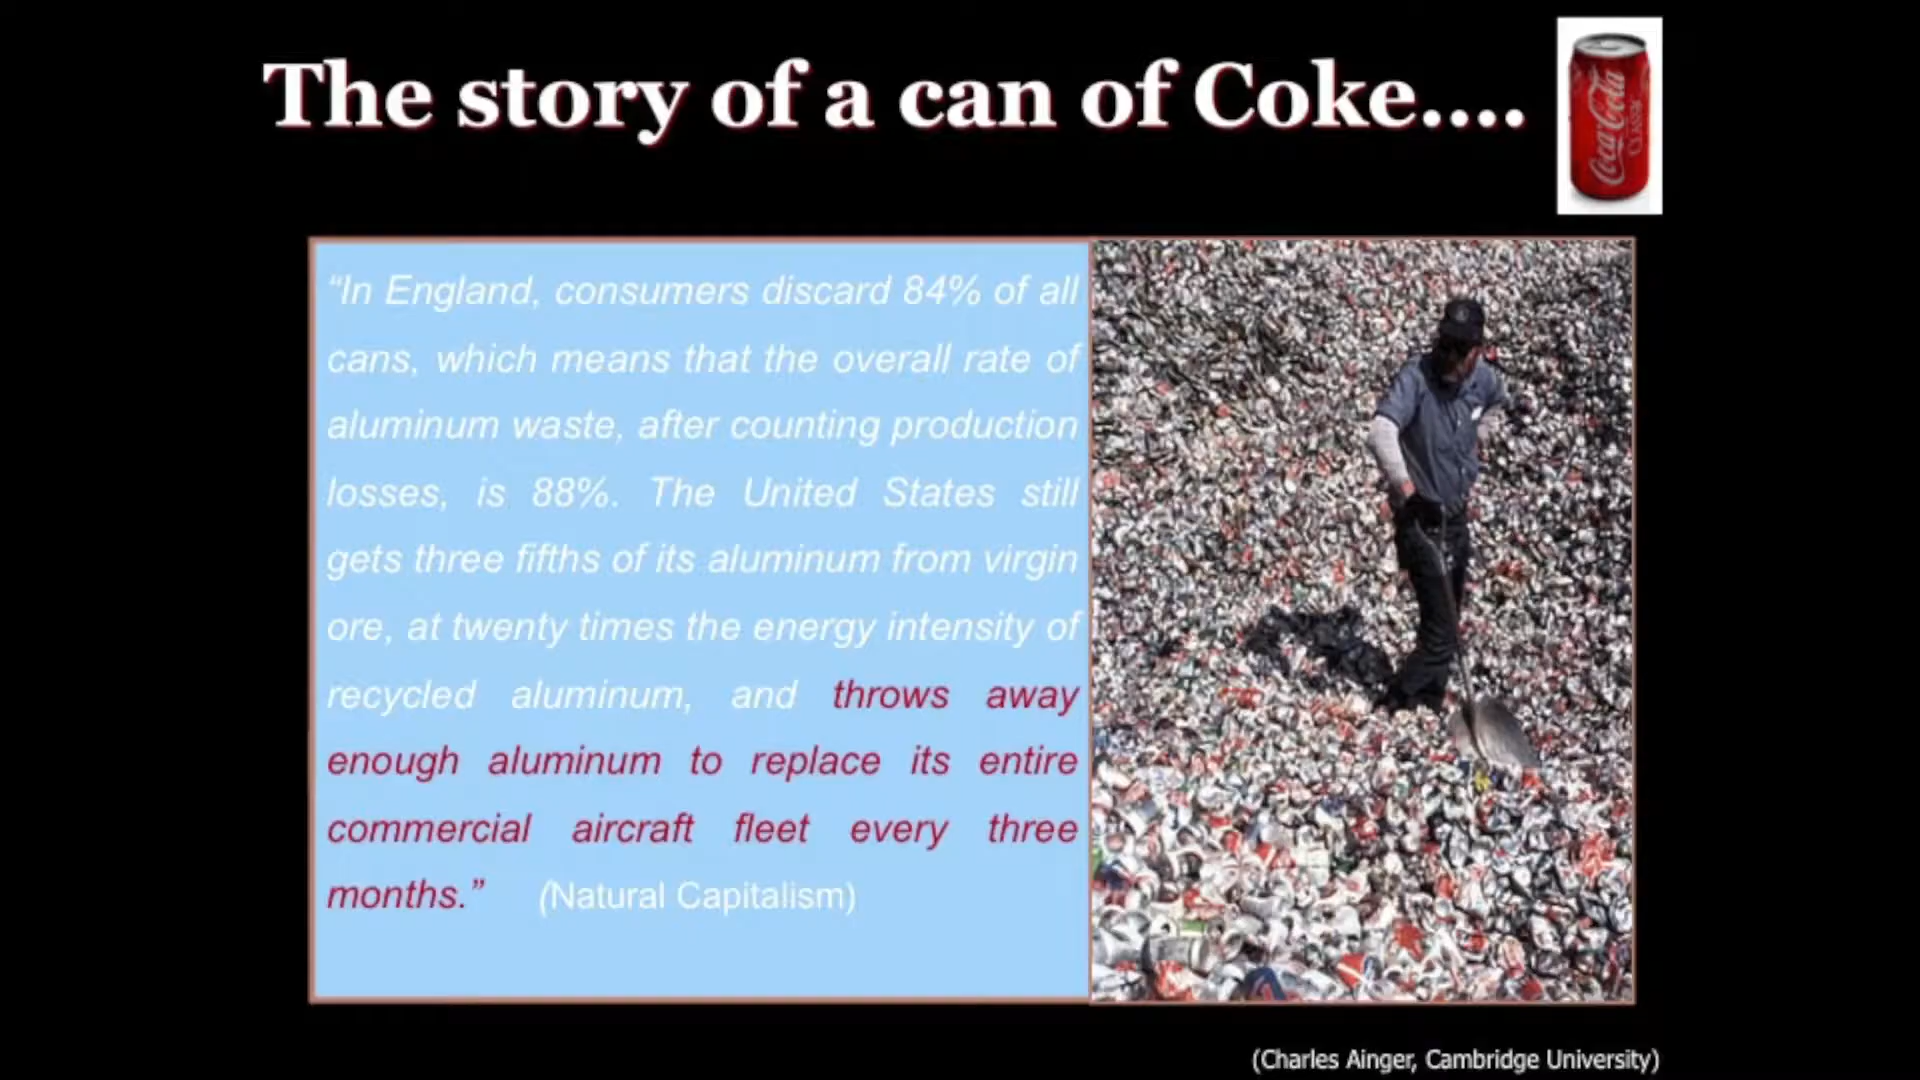 The story of a can of Coke....
Coca-Cola
CLASSIC
“In England, consumers discard 84% of all
cans, which means that the overall rate of
aluminum waste, after counting production
losses, is 88%. The United States still
gets three fifths of its aluminum from virgin
ore, at twenty times the energy intensity of
recycled aluminum, and throws away
enough aluminum to replace its entire
commercial aircraft fleet every three
months.” (Natural Capitalism)
(Charles Ainger, Cambridge University)